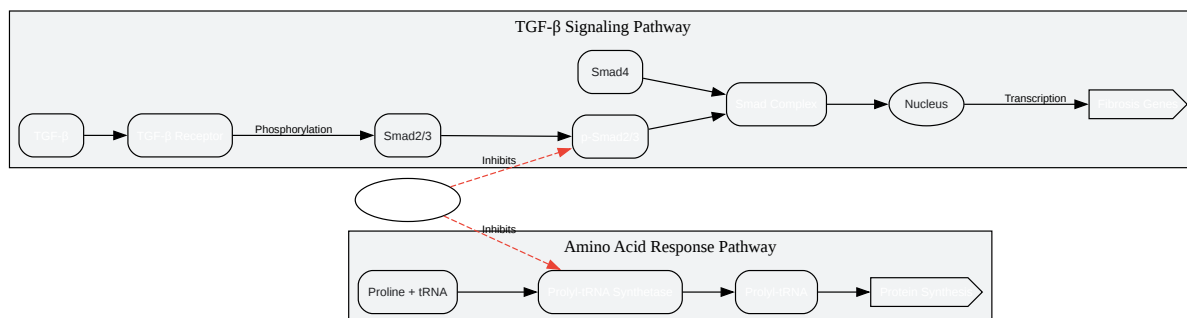 TGF-β Signaling Pathway
Smad4
Smad Complex
Nucleus
Transcription
Fibrosis Genes
TGF-β
TGF-β Receptor
Phosphorylation
Smad2/3
p-Smad2/3
Inhibits
Inhibits
Amino Acid Response Pathway
Proline + tRNA
Prolyl-tRNA Synthetase
Prolyl-tRNA
Protein Synthesis